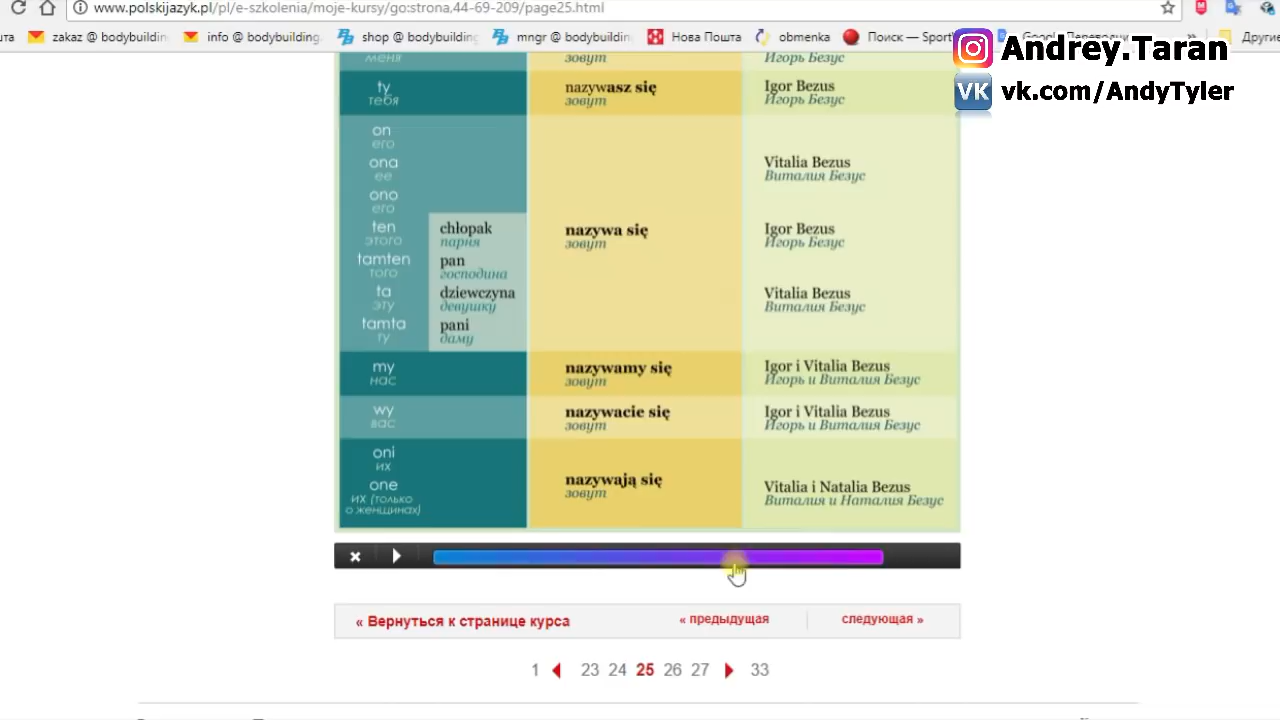 www.polskijazyk.pl/pl/e-szkolenia/moje-kursy/go:strona,44-69-209/page25.html
шта zakaz @ bodybuilding info @ bodybuilding. shop @ bodybuilding mngr @ bodybuildin Нова Пошта obmenka Поиск — Sport » Другие
Andrey.Taran
VK vk.com/AndyTyler
меня зовут Игорь Безус
ty nazywasz się Igor Bezus
тебя зовут Игорь Безус
on
его
ona Vitalia Bezus
ее Виталия Безус
ono
его
ten chłopak nazywa się Igor Bezus
этого парня зовут Игорь Безус
tamten pan
того господина
ta dziewczyna Vitalia Bezus
эту девушку Виталия Безус
tamta pani
ту даму
my nazywamy się Igor i Vitalia Bezus
нас зовут Игорь и Виталия Безус
wy nazywacie się Igor i Vitalia Bezus
вас зовут Игорь и Виталия Безус
oni
их
one nazywają się Vitalia i Natalia Bezus
их (только зовут Виталия и Наталия Безус
о женщинах)
« Вернуться к странице курса « предыдущая следующая »
1 23 24 25 26 27 33